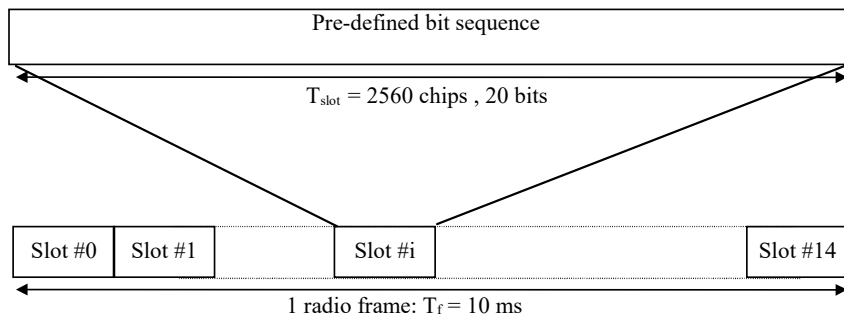 Pre-defined bit sequence
Tslot = 2560 chips , 20 bits
Slot #0 Slot #1 Slot #i Slot #14
1 radio frame: Tf = 10 ms